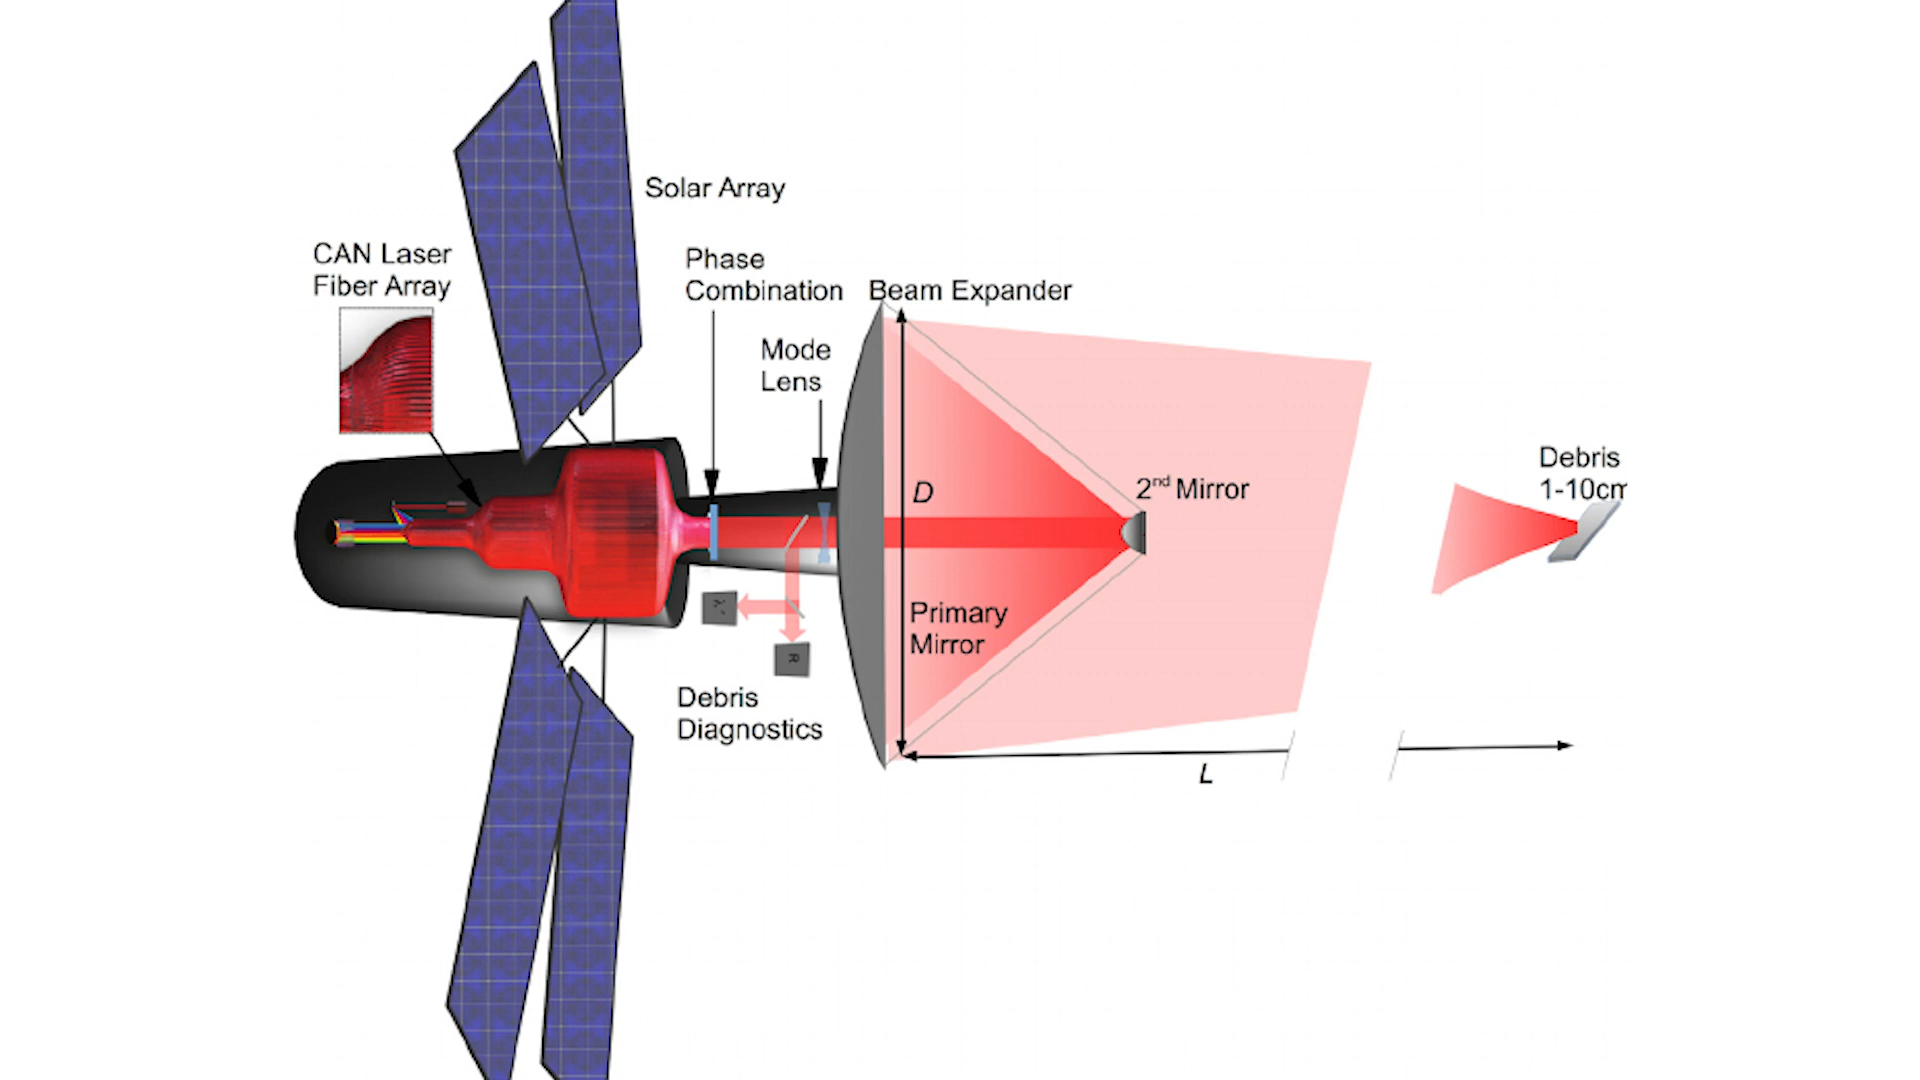 Solar Array
CAN Laser
Fiber Array
Phase
Combination
Beam Expander
Mode
Lens
Debris
1-10cm
D
2nd Mirror
Primary
Mirror
R
Debris
Diagnostics
L